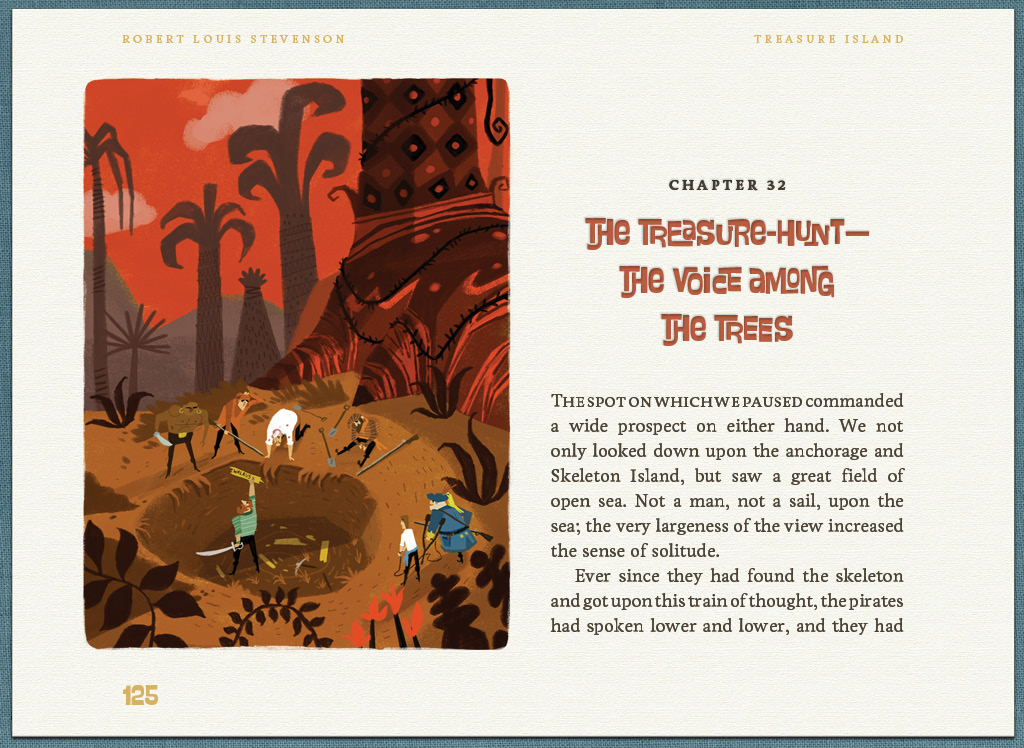 ROBERT LOUIS STEVENSON
TREASURE ISLAND
CHAPTER 32
THE TREASURE-HUNT—
THE VOICE AMONG
THE TREES
THE SPOT ON WHICH WE PAUSED commanded
a wide prospect on either hand. We not
only looked down upon the anchorage and
Skeleton Island, but saw a great field of
open sea. Not a man, not a sail, upon the
sea; the very largeness of the view increased
the sense of solitude.
Ever since they had found the skeleton
and got upon this train of thought, the pirates
had spoken lower and lower, and they had
125